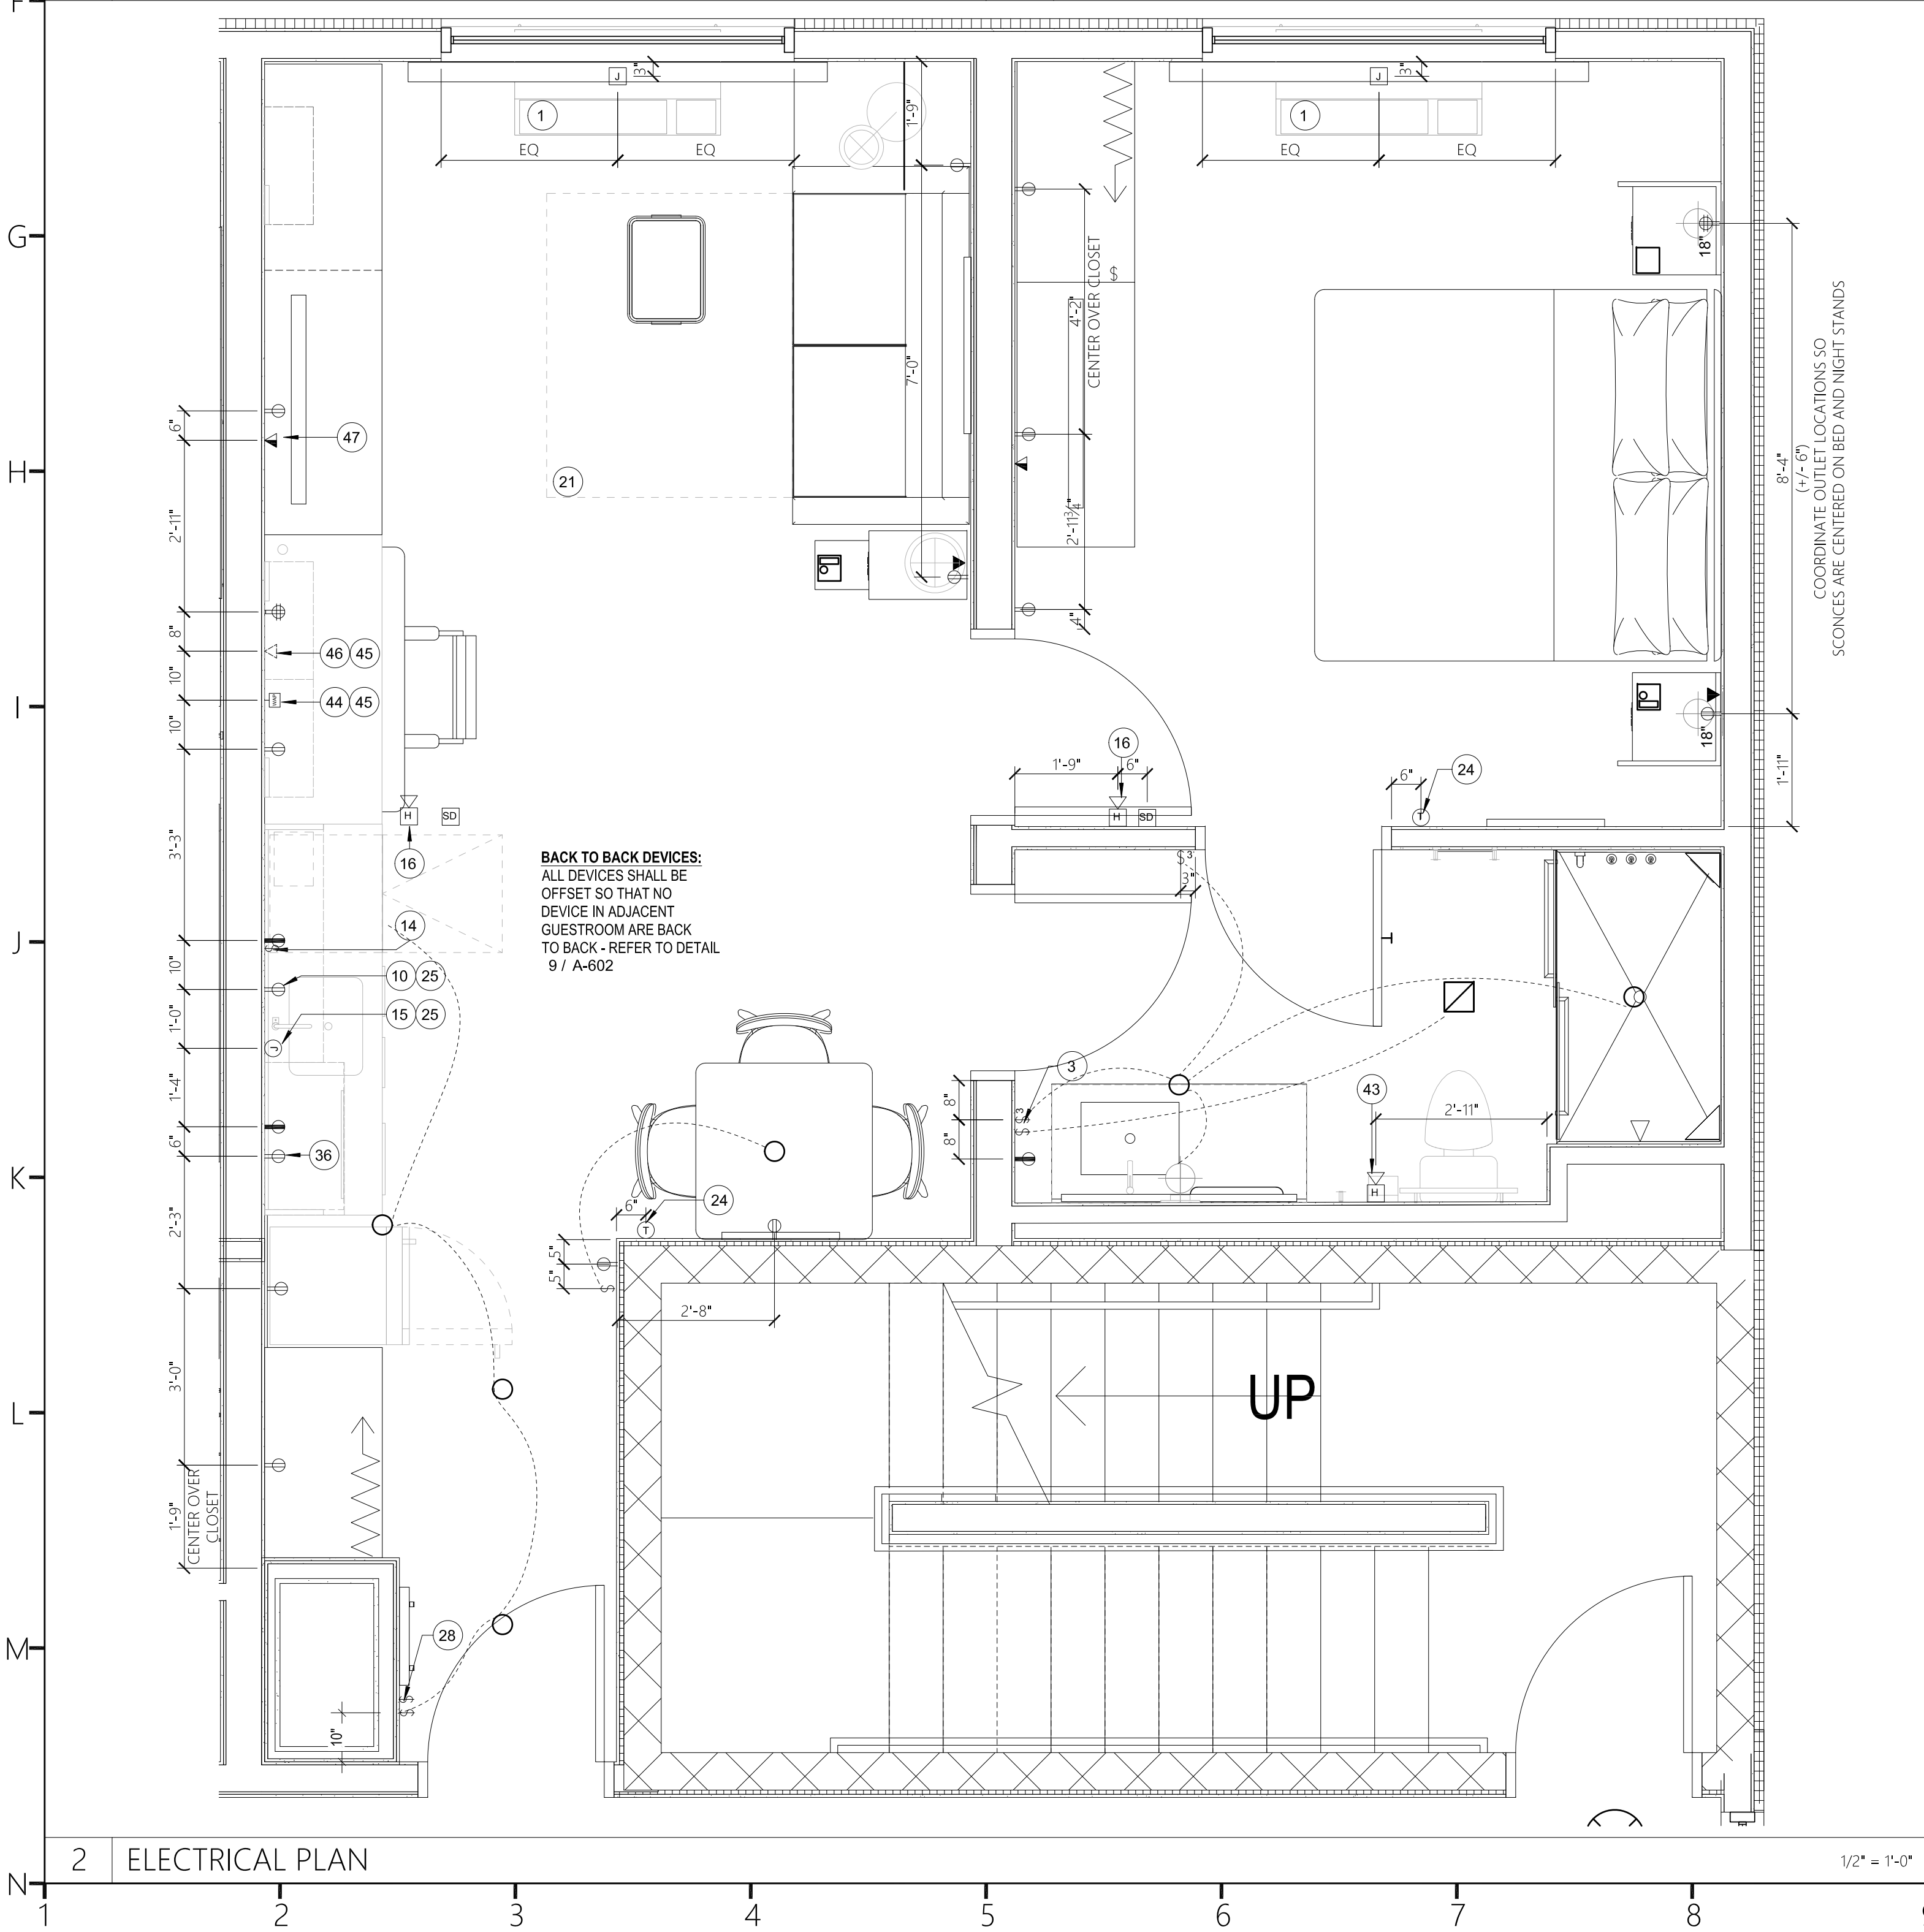 F
J
3"
J
3"
1
1
1'-9"
EQ
EQ
EQ
EQ
G
18"
CENTER OVER CLOSET
$
4'-2"
7'-0"
6"
47
H
21
8'-4"
(+/- 6")
COORDINATE OUTLET LOCATIONS SO
SCONCES ARE CENTERED ON BED AND NIGHT STANDS
2'-11"
2'-11 3/4"
4"
8"
46
45
10"
WAP
44
45
I
10"
18"
1'-11"
16
1'-9"
6"
6"
24
T
H
SD
H
SD
16
3'-3"
BACK TO BACK DEVICES:
ALL DEVICES SHALL BE
OFFSET SO THAT NO
DEVICE IN ADJACENT
GUESTROOM ARE BACK
TO BACK - REFER TO DETAIL
9 / A-602
$3
3"
14
J
$
10"
10
25
15
25
1'-0"
J
3
1'-4"
8"
$3
$
8"
43
2'-11"
6"
36
K
H
24
6"
T
2'-3"
5"
5"
$
2'-8"
3'-0"
UP
L
1'-9"
CENTER OVER
CLOSET
28
M
$
$
10"
2
ELECTRICAL PLAN
1/2" = 1'-0"
N
1
2
3
4
5
6
7
8